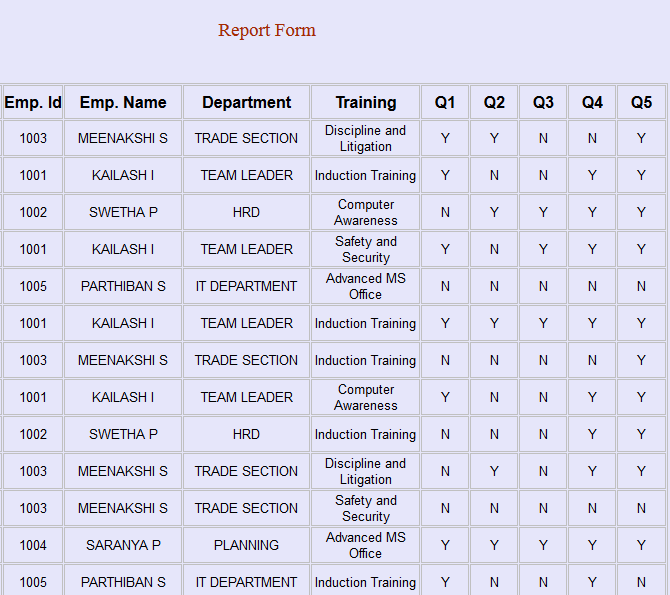 Report Form
Emp. Id Emp. Name Department Training Q1 Q2 Q3 Q4 Q5
1003 MEENAKSHI S TRADE SECTION Discipline and Litigation Y Y N N Y
1001 KAILASH I TEAM LEADER Induction Training Y N N Y Y
1002 SWETHA P HRD Computer Awareness N Y Y Y Y
1001 KAILASH I TEAM LEADER Safety and Security Y N Y Y Y
1005 PARTHIBAN S IT DEPARTMENT Advanced MS Office N N N N N
1001 KAILASH I TEAM LEADER Induction Training Y Y Y Y Y
1003 MEENAKSHI S TRADE SECTION Induction Training N N N N Y
1001 KAILASH I TEAM LEADER Computer Awareness Y N N Y Y
1002 SWETHA P HRD Induction Training N N N Y Y
1003 MEENAKSHI S TRADE SECTION Discipline and Litigation N Y N Y Y
1003 MEENAKSHI S TRADE SECTION Safety and Security N N N N N
1004 SARANYA P PLANNING Advanced MS Office Y Y Y Y Y
1005 PARTHIBAN S IT DEPARTMENT Induction Training Y N N Y N